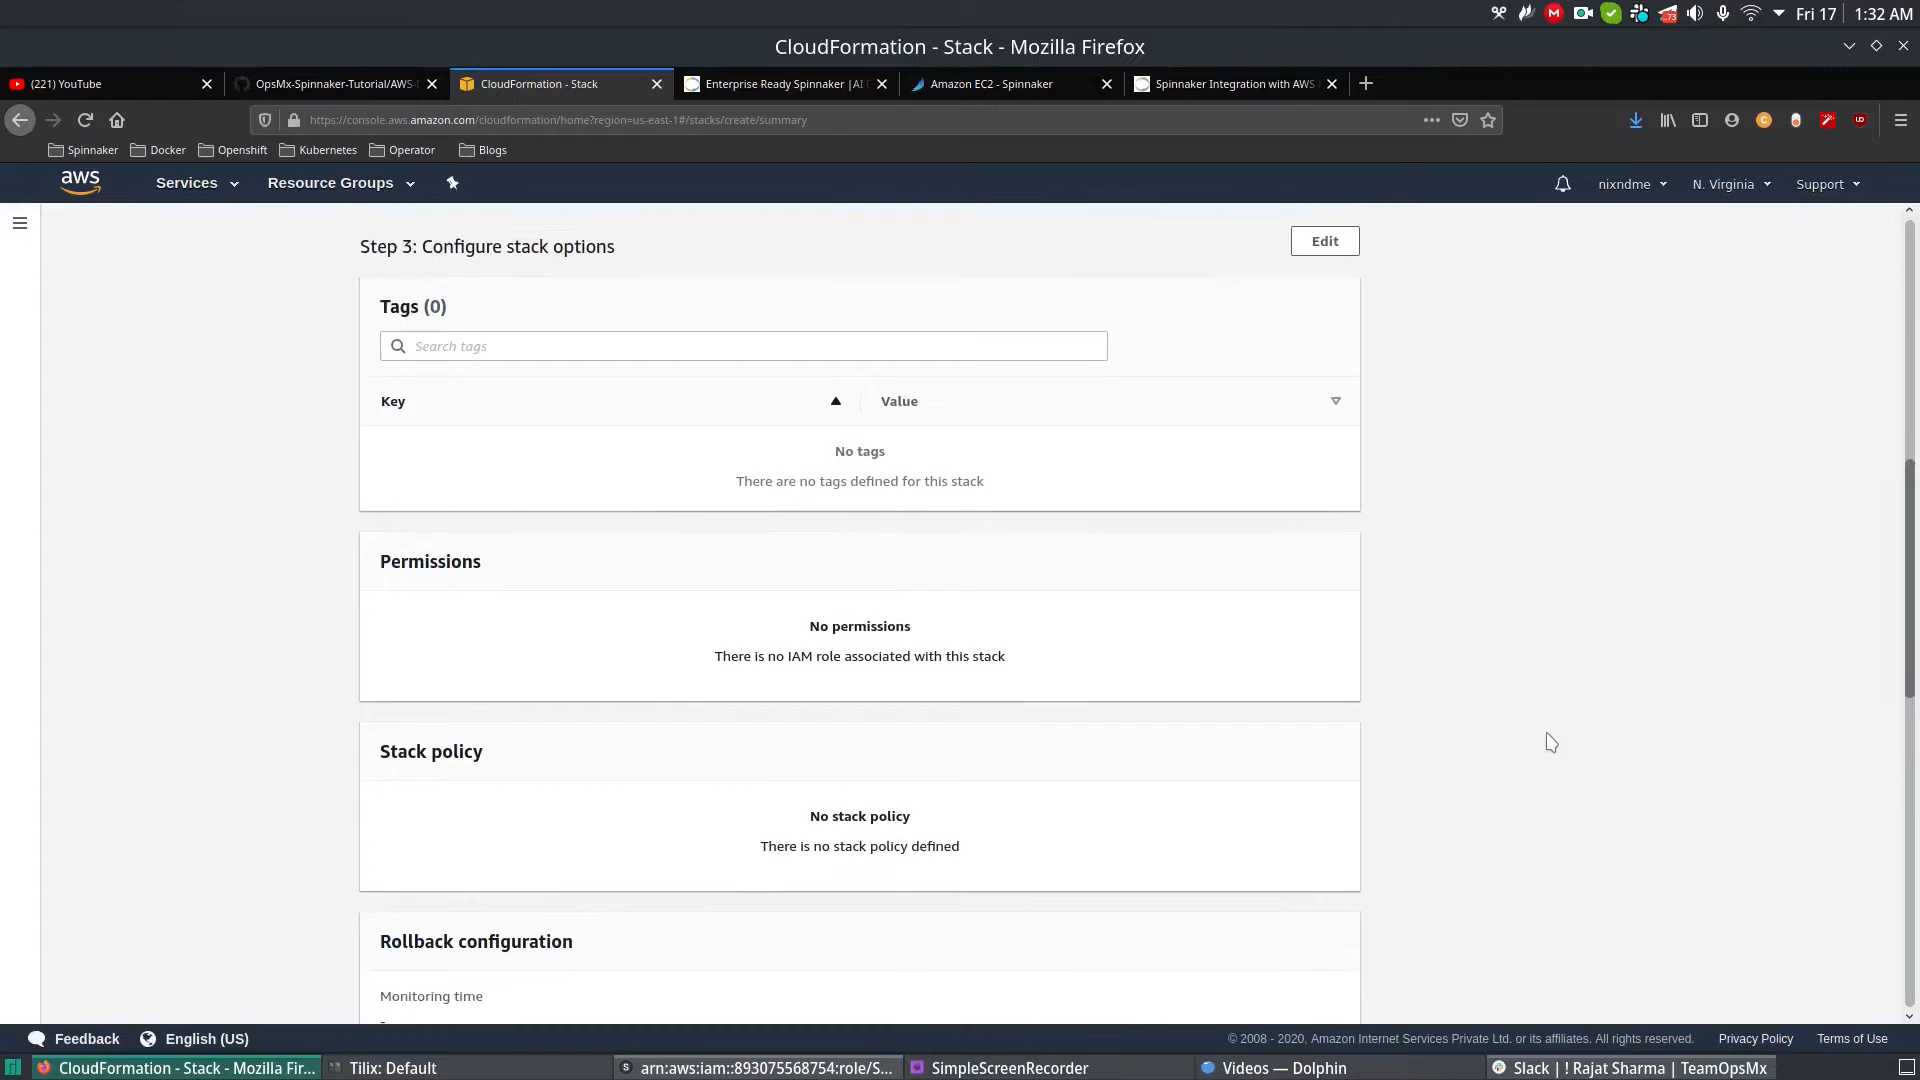 73
Fri 17
1:32 AM
CloudFormation - Stack - Mozilla Firefox
(221) YouTube
OpsMx-Spinnaker-Tutorial/AWS-
CloudFormation - Stack
Enterprise Ready Spinnaker |AI
Amazon EC2 - Spinnaker
Spinnaker Integration with AWS
https://console.aws.amazon.com/cloudformation/home?region=us-east-1#/stacks/create/summary
Spinnaker
Docker
Openshift
Kubernetes
Operator
Blogs
aws
Services
Resource Groups
nixndme
N. Virginia
Support
Step 3: Configure stack options
Edit
Tags (0)
Search tags
Key
Value
No tags
There are no tags defined for this stack
Permissions
No permissions
There is no IAM role associated with this stack
Stack policy
No stack policy
There is no stack policy defined
Rollback configuration
Monitoring time
-
Feedback
English (US)
© 2008 - 2020, Amazon Internet Services Private Ltd. or its affiliates. All rights reserved.
Privacy Policy
Terms of Use
CloudFormation - Stack - Mozilla Fir...
Tilix: Default
arn:aws:iam::893075568754:role/S...
SimpleScreenRecorder
Videos — Dolphin
Slack | ! Rajat Sharma | TeamOpsMx